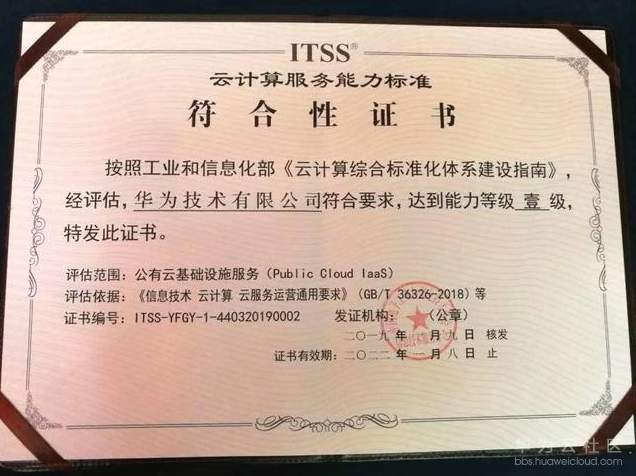 ITSS®
云计算服务能力标准
符合性证书
按照工业和信息化部《云计算综合标准化体系建设指南》，
经评估，华为技术有限公司符合要求，达到能力等级 壹 级，
特发此证书。
评估范围：公有云基础设施服务（Public Cloud IaaS）
评估依据：《信息技术 云计算 云服务运营通用要求》（GB/T 36326-2018）等
证书编号：ITSS-YFGY-1-440320190002 发证机构：（公章）
二〇一九 年 一 月 九 日 核发
证书有效期：二〇二二 年 一 月 八 日 止
华为云社区
bbs.huaweicloud.com